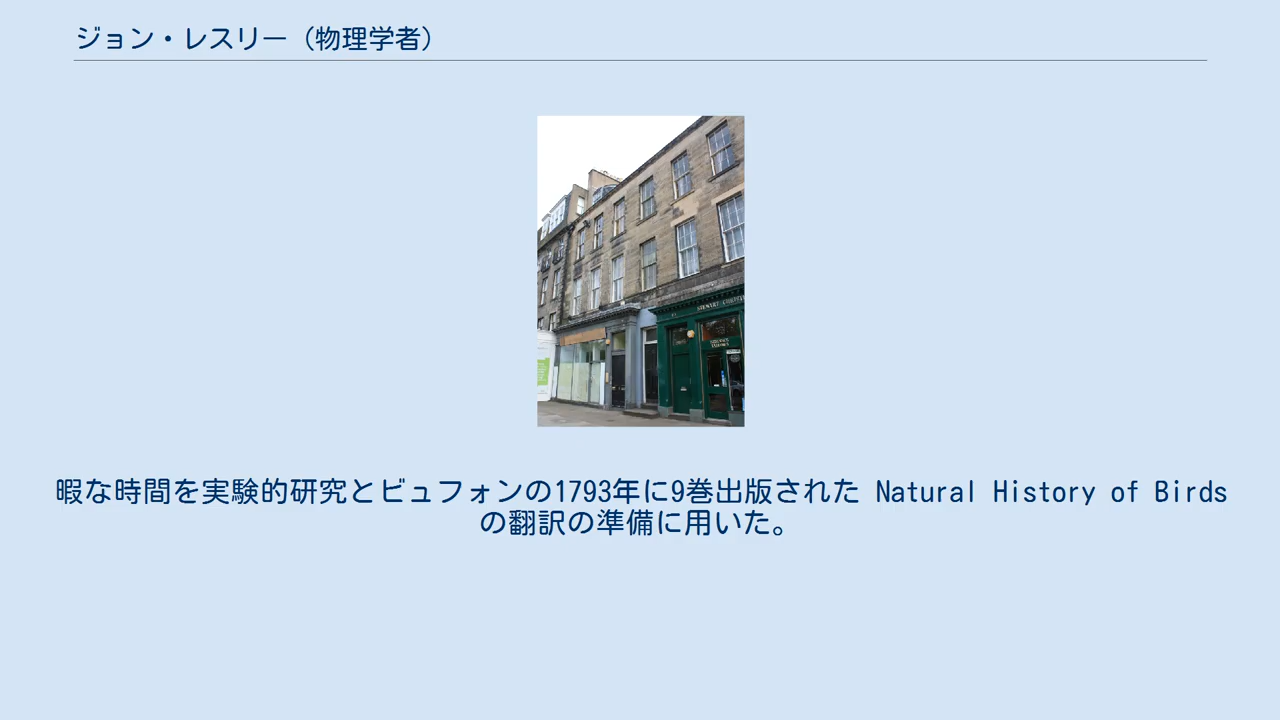 ジョン・レスリー（物理学者）
暇な時間を実験的研究とビュフォンの1793年に9巻出版された Natural History of Birds
の翻訳の準備に用いた。